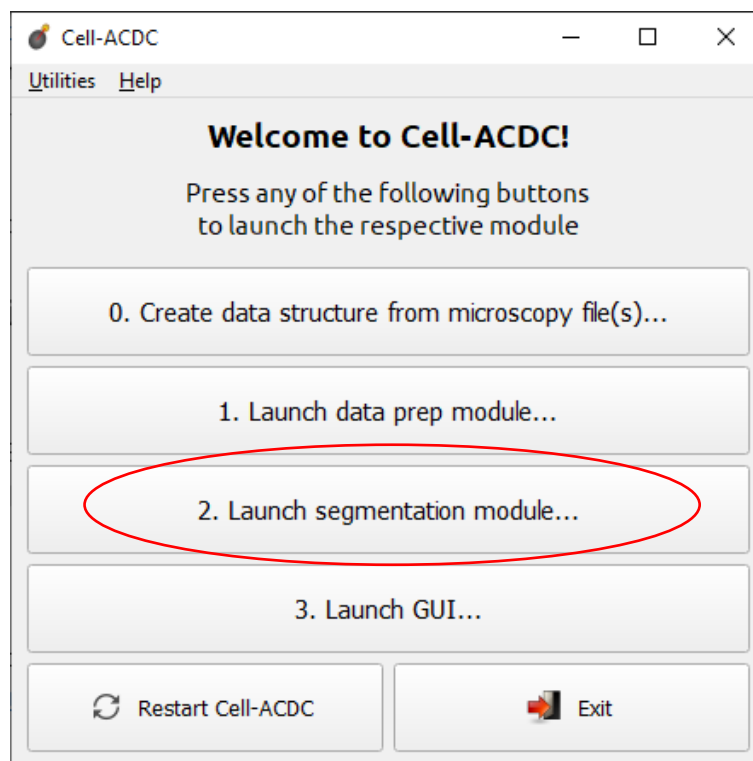 Cell-ACDC
Utilities Help
Welcome to Cell-ACDC!
Press any of the following buttons
to launch the respective module
0. Create data structure from microscopy file(s)...
1. Launch data prep module...
2. Launch segmentation module...
3. Launch GUI...
Restart Cell-ACDC
Exit